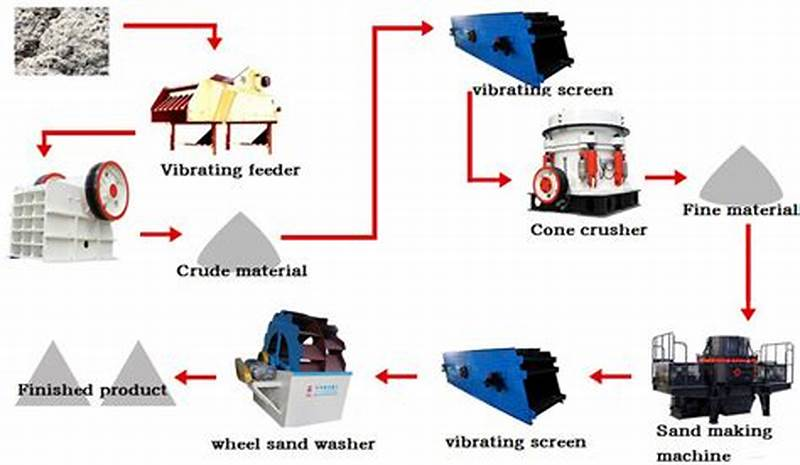 vibrating screen
Vibrating feeder
Cone crusher
Fine material
Crude material
Finished product
wheel sand washer
vibrating screen
Sand making
machine